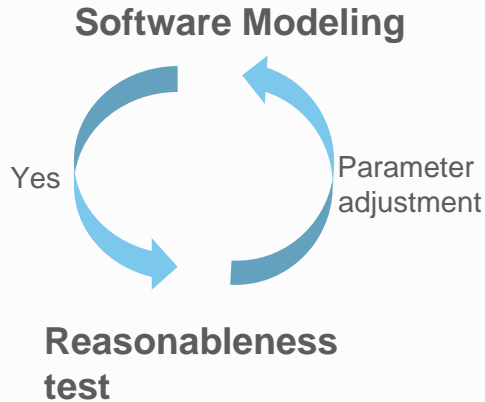 Software Modeling
Yes
Parameter
adjustment
Reasonableness
test